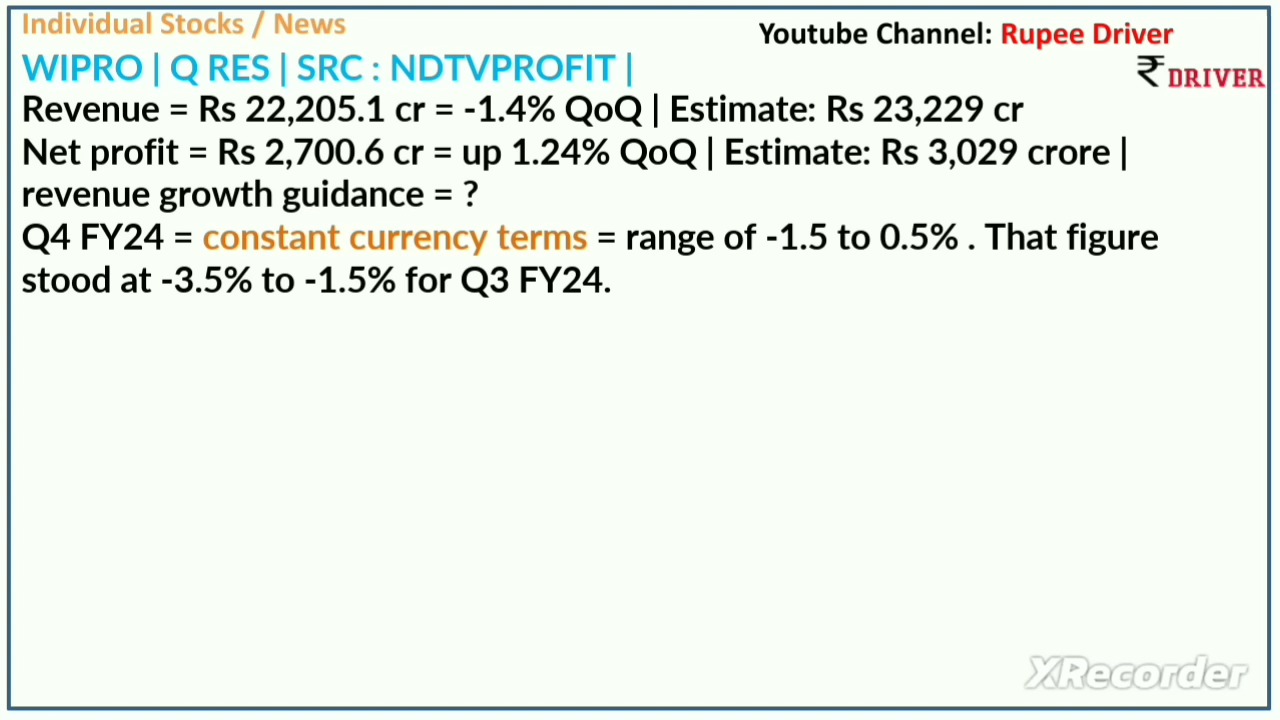 Individual Stocks / News
Youtube Channel: Rupee Driver
WIPRO | Q RES | SRC : NDTVPROFIT |
₹ DRIVER
Revenue = Rs 22,205.1 cr = -1.4% QoQ | Estimate: Rs 23,229 cr
Net profit = Rs 2,700.6 cr = up 1.24% QoQ | Estimate: Rs 3,029 crore |
revenue growth guidance = ?
Q4 FY24 = constant currency terms = range of -1.5 to 0.5% . That figure
stood at -3.5% to -1.5% for Q3 FY24.
XRecorder